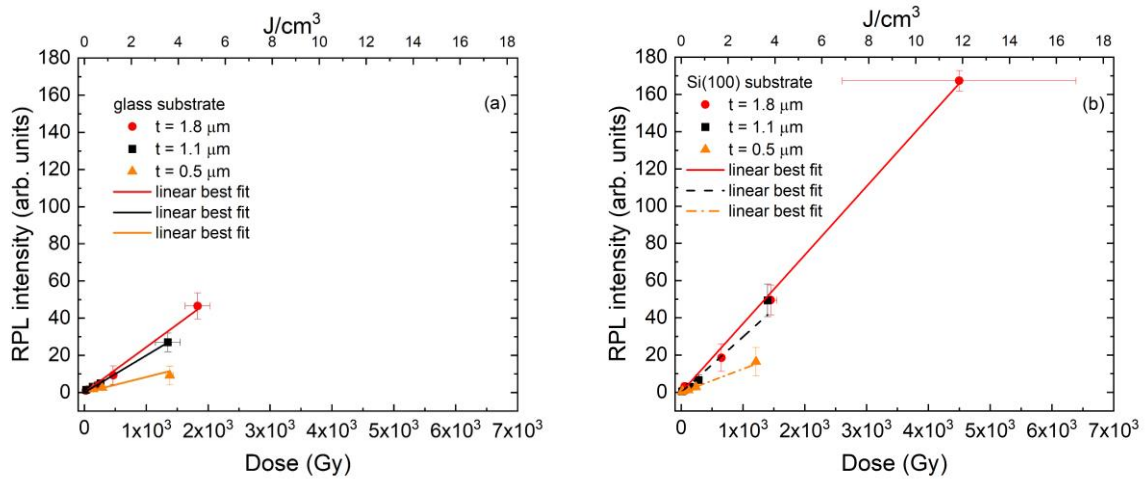 J/cm³
0 2 4 6 8 10 12 14 16 18
RPL intensity (arb. units)
180
160
140
120
100
80
60
40
20
0
glass substrate
(a)
t = 1.8 μm
t = 1.1 μm
t = 0.5 μm
linear best fit
linear best fit
linear best fit
0 1x10³ 2x10³ 3x10³ 4x10³ 5x10³ 6x10³ 7x10³
Dose (Gy)
J/cm³
0 2 4 6 8 10 12 14 16 18
RPL intensity (arb. units)
180
160
140
120
100
80
60
40
20
0
Si(100) substrate
(b)
t = 1.8 μm
t = 1.1 μm
t = 0.5 μm
linear best fit
linear best fit
linear best fit
0 1x10³ 2x10³ 3x10³ 4x10³ 5x10³ 6x10³ 7x10³
Dose (Gy)